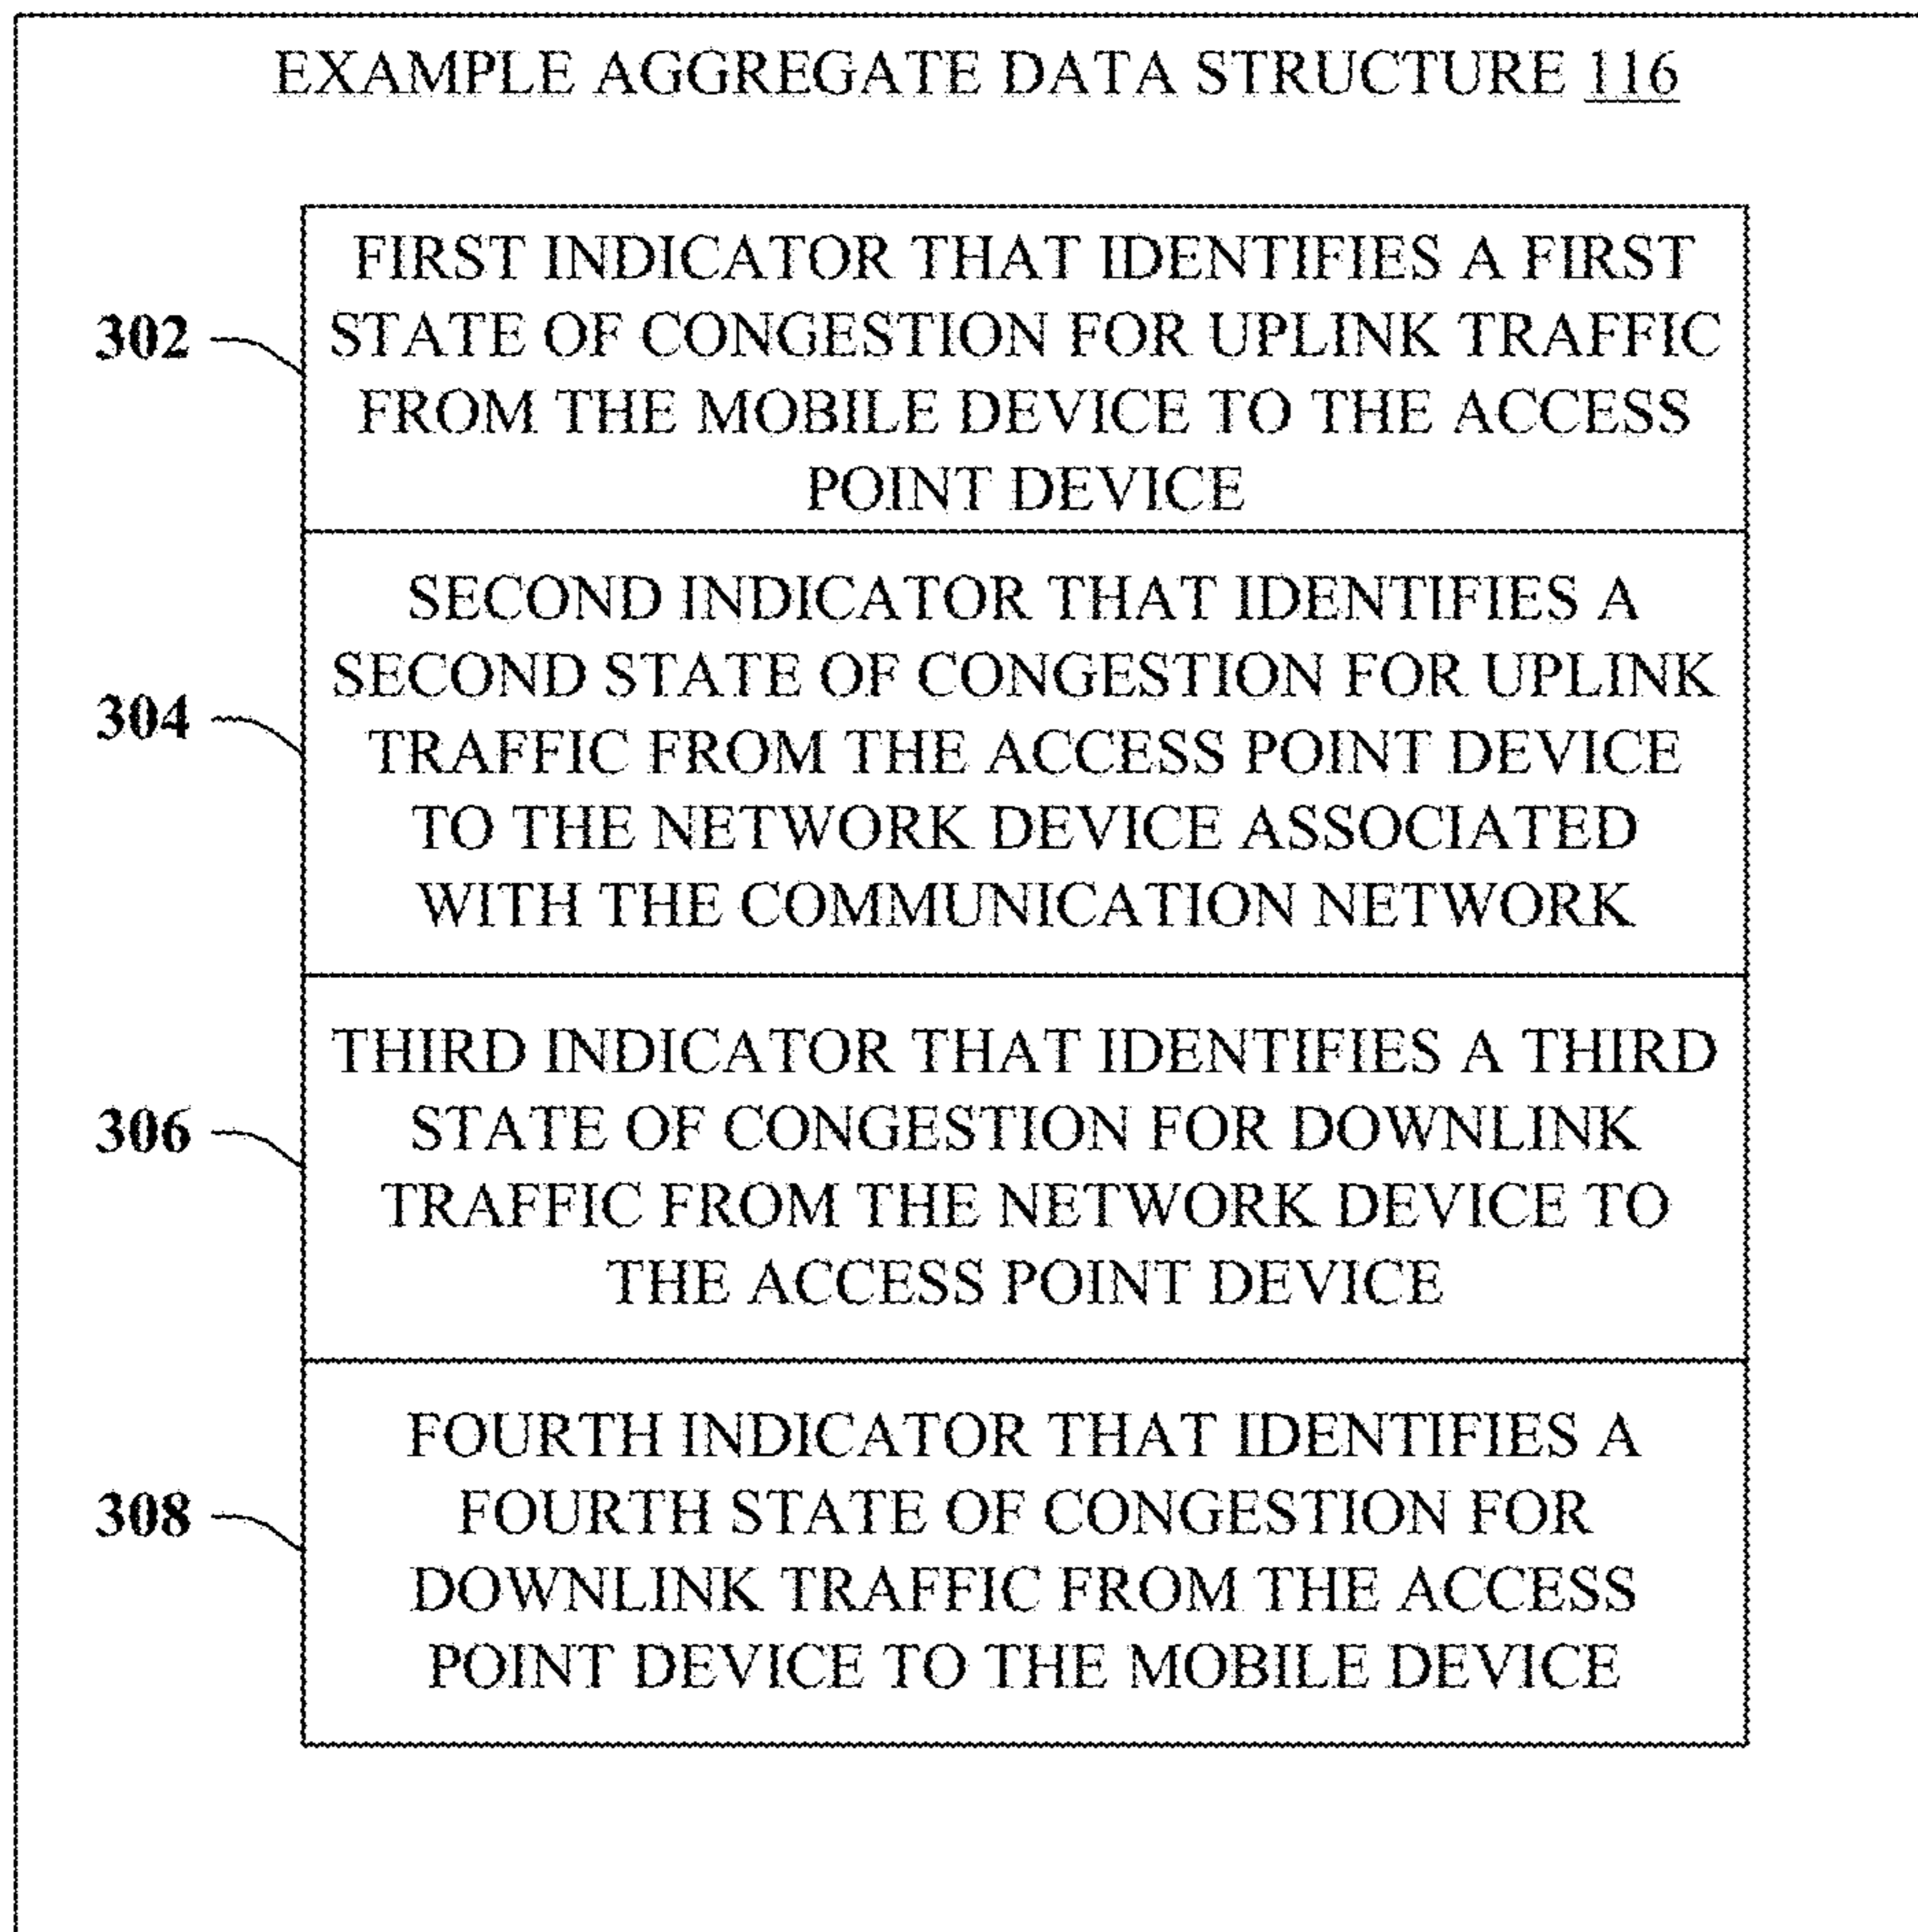 EXAMPLE AGGREGATE DATA STRUCTURE 116
302
FIRST INDICATOR THAT IDENTIFIES A FIRST
STATE OF CONGESTION FOR UPLINK TRAFFIC
FROM THE MOBILE DEVICE TO THE ACCESS
POINT DEVICE
304
SECOND INDICATOR THAT IDENTIFIES A
SECOND STATE OF CONGESTION FOR UPLINK
TRAFFIC FROM THE ACCESS POINT DEVICE
TO THE NETWORK DEVICE ASSOCIATED
WITH THE COMMUNICATION NETWORK
306
THIRD INDICATOR THAT IDENTIFIES A THIRD
STATE OF CONGESTION FOR DOWNLINK
TRAFFIC FROM THE NETWORK DEVICE TO
THE ACCESS POINT DEVICE
308
FOURTH INDICATOR THAT IDENTIFIES A
FOURTH STATE OF CONGESTION FOR
DOWNLINK TRAFFIC FROM THE ACCESS
POINT DEVICE TO THE MOBILE DEVICE